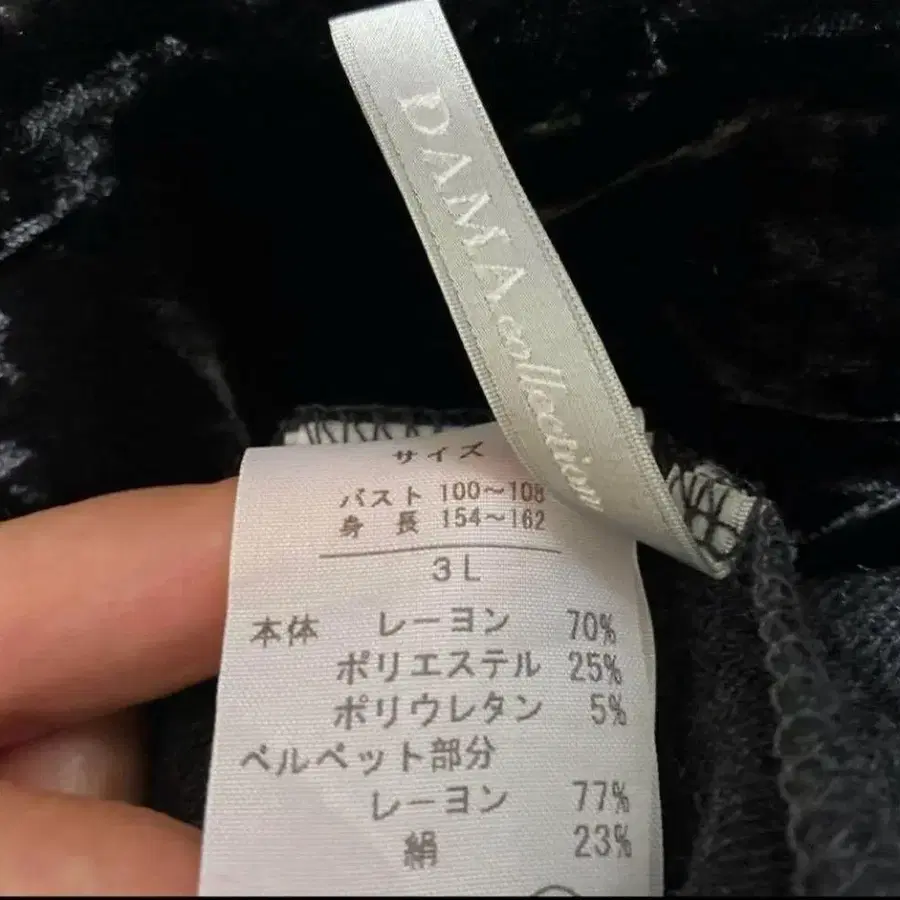 DAMA collection
サイズ
バスト 100～108
身長 154～162
3L
本体 レーヨン 70%
ポリエステル 25%
ポリウレタン 5%
ベルベット部分
レーヨン 77%
絹 23%